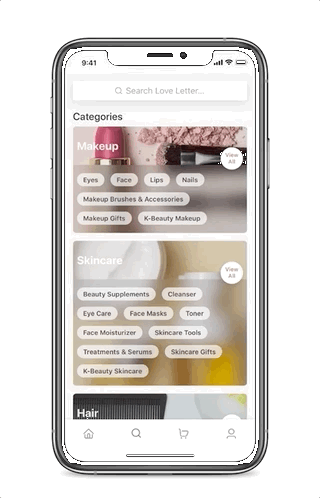 9:41
Search Love Letter...
Categories
Makeup
View
All
Eyes Face Lips Nails
Makeup Brushes & Accessories
Makeup Gifts K-Beauty Makeup
Skincare
View
All
Beauty Supplements Cleanser
Eye Care Face Masks Toner
Face Moisturizer Skincare Tools
Treatments & Serums Skincare Gifts
K-Beauty Skincare
Hair
View